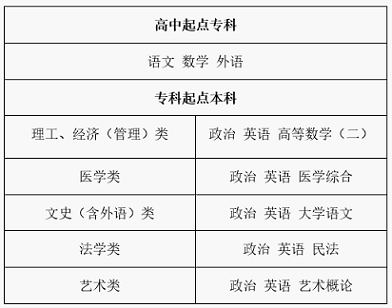 高中起点专科
语文 数学 外语
专科起点本科
理工、经济（管理）类 政治 英语 高等数学（二）
医学类 政治 英语 医学综合
文史（含外语）类 政治 英语 大学语文
法学类 政治 英语 民法
艺术类 政治 英语 艺术概论